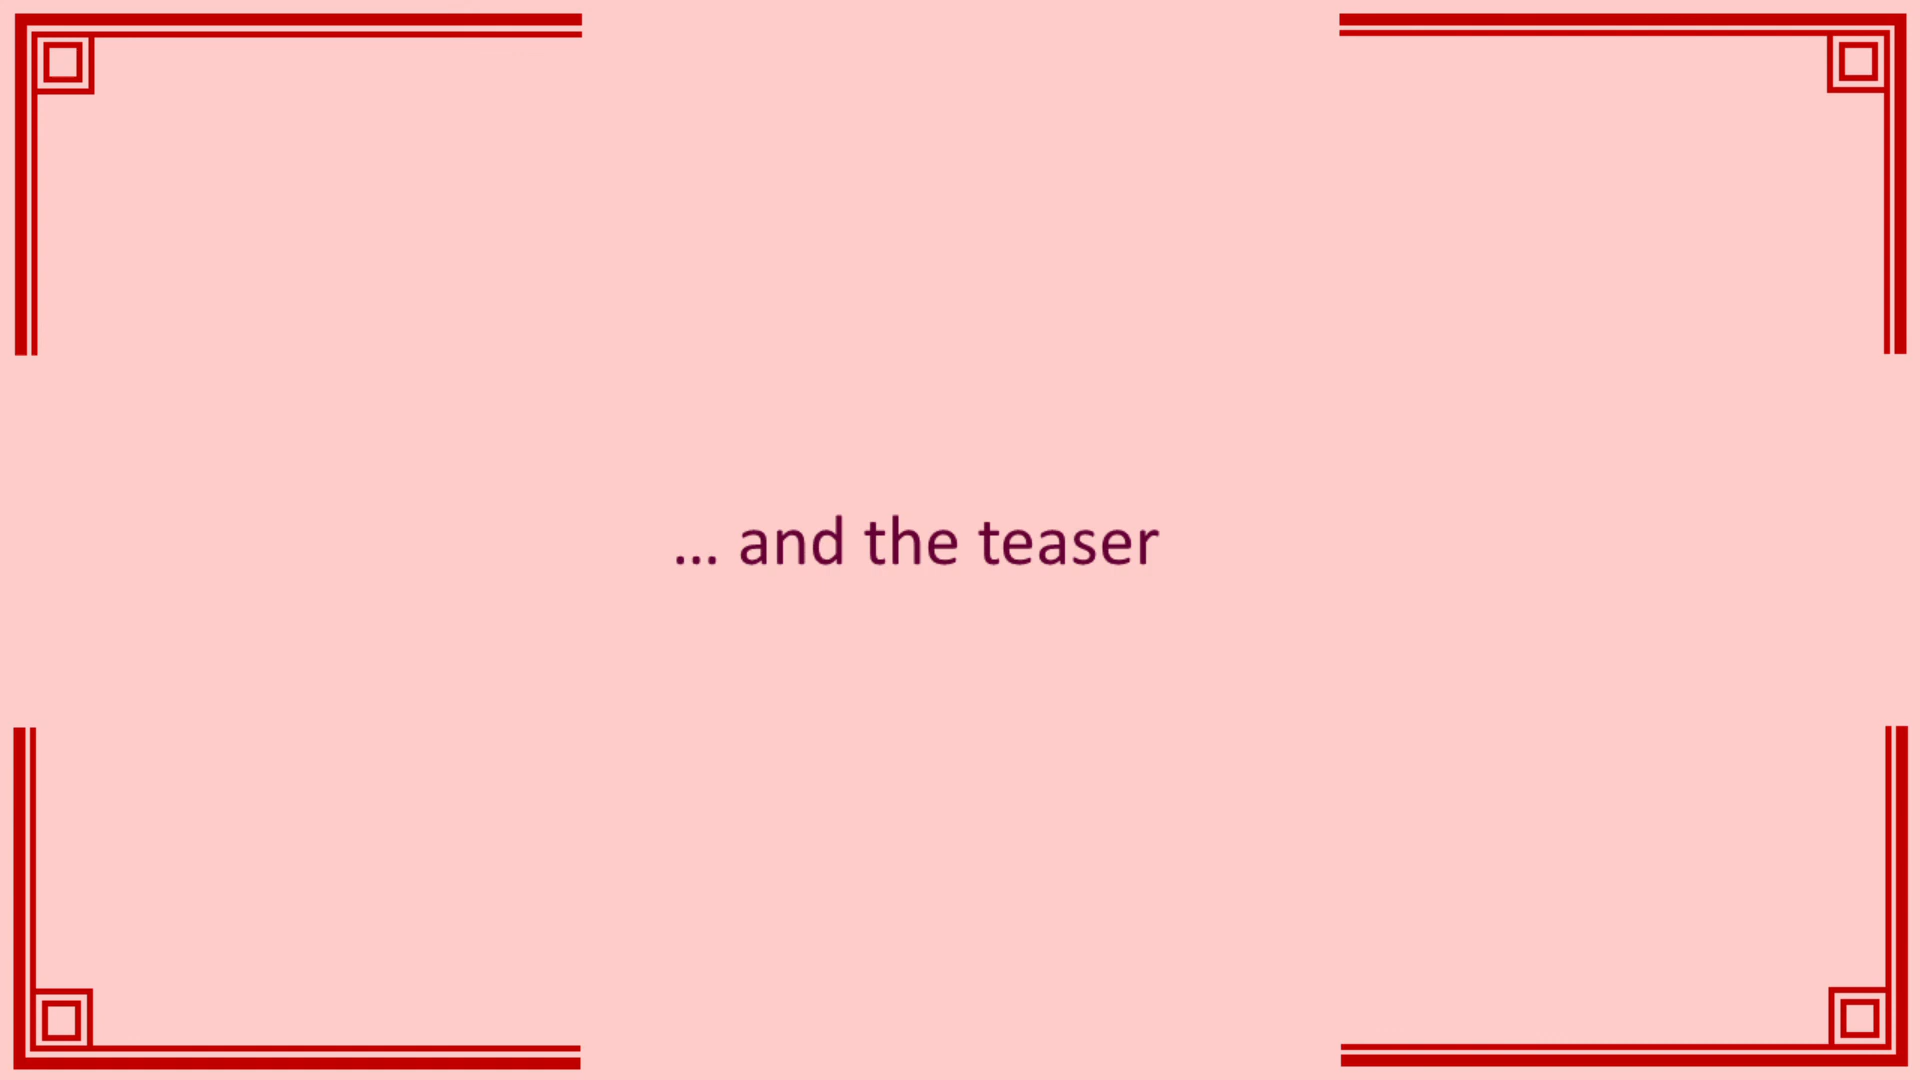 ... and the teaser